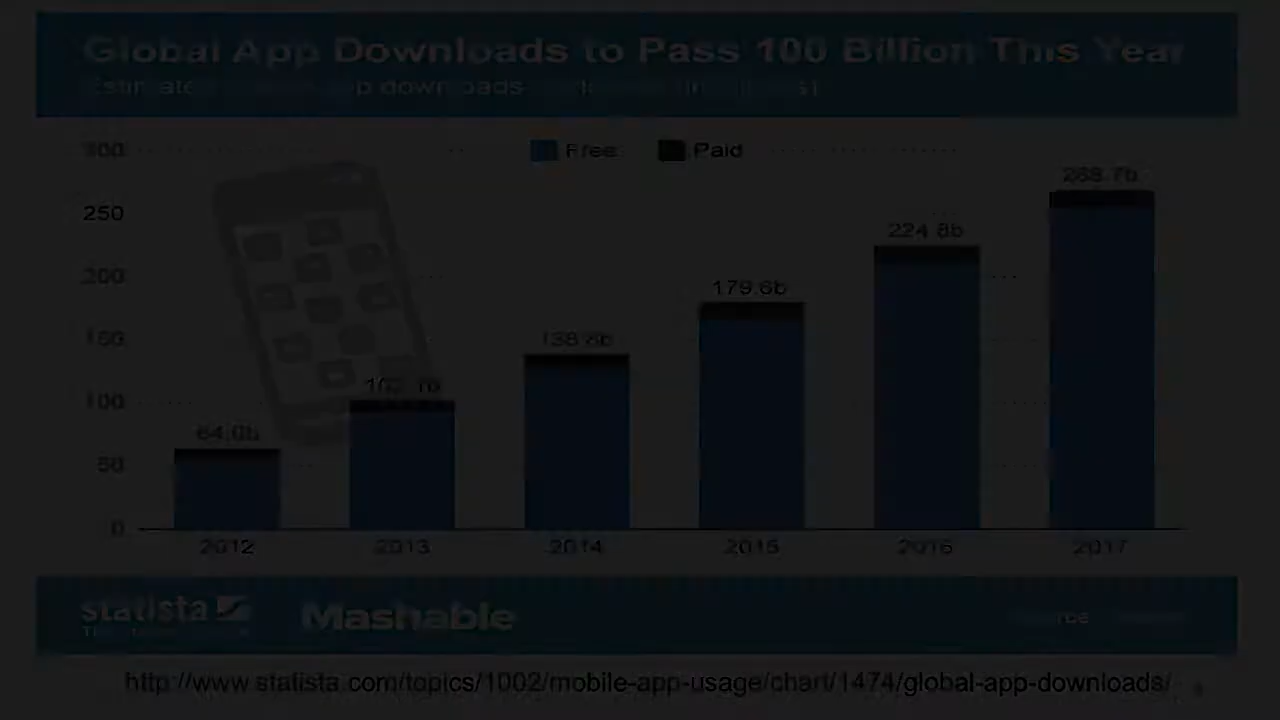 Global App Downloads to Pass 100 Billion This Year
app downloads
300 Free Paid
268.7b
250
224.8b
200
179.6b
150
138.8b
100
102.1b
64.0b
50
0
2012 2013 2014 2015 2016 2017
statista Mashable
http://www.statista.com/topics/1002/mobile-app-usage/chart/1474/global-app-downloads/